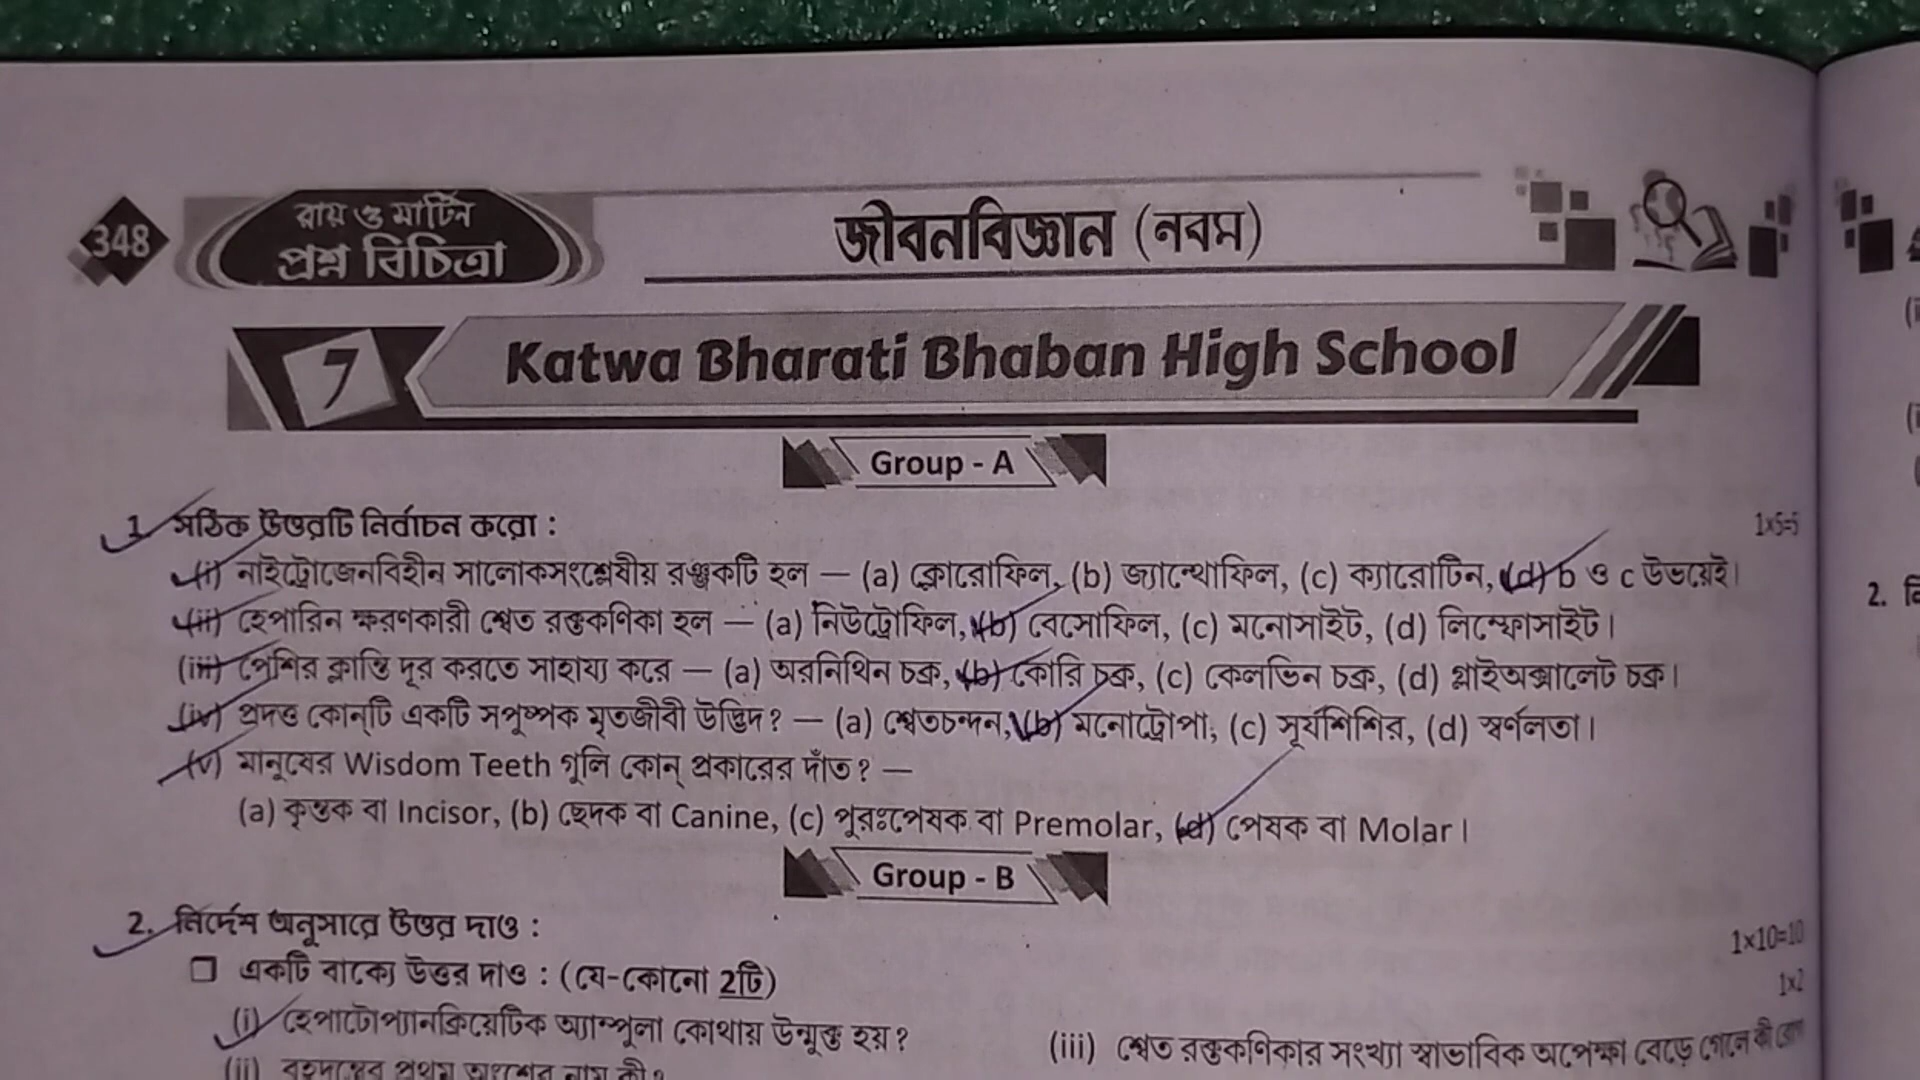 348
রায় ও মার্টিন
প্রশ্ন বিচিত্রা
জীবনবিজ্ঞান (নবম)
7
Katwa Bharati Bhaban High School
Group - A
1. সঠিক উত্তরটি নির্বাচন করো : 1×5=5
(i) নাইট্রোজেনবিহীন সালোকসংশ্লেষীয় রঞ্জকটি হল — (a) ক্লোরোফিল, (b) জ্যান্থোফিল, (c) ক্যারোটিন, (d) b ও c উভয়েই।
(ii) হেপারিন ক্ষরণকারী শ্বেত রক্তকণিকা হল — (a) নিউট্রোফিল, (b) বেসোফিল, (c) মনোসাইট, (d) লিম্ফোসাইট।
(iii) পেশির ক্লান্তি দূর করতে সাহায্য করে — (a) অরনিথিন চক্র, (b) কোরি চক্র, (c) কেলভিন চক্র, (d) গ্লাইঅক্সালেট চক্র।
(iv) প্রদত্ত কোন্‌টি একটি সপুষ্পক মৃতজীবী উদ্ভিদ? — (a) শ্বেতচন্দন, (b) মনোট্রোপা, (c) সূর্যশিশির, (d) স্বর্ণলতা।
(v) মানুষের Wisdom Teeth গুলি কোন্ প্রকারের দাঁত? —
(a) কৃন্তক বা Incisor, (b) ছেদক বা Canine, (c) পুরঃপেষক বা Premolar, (d) পেষক বা Molar।
Group - B
2. নির্দেশ অনুসারে উত্তর দাও : 1×10=10
একটি বাক্যে উত্তর দাও : (যে-কোনো 2টি) 1×2
(i) হেপাটোপ্যানক্রিয়েটিক অ্যাম্পুলা কোথায় উন্মুক্ত হয়?
(iii) শ্বেত রক্তকণিকার সংখ্যা স্বাভাবিক অপেক্ষা বেড়ে গেলে কী
(ii) বৃহদন্ত্রের প্রথম অংশের নাম কী?
2.